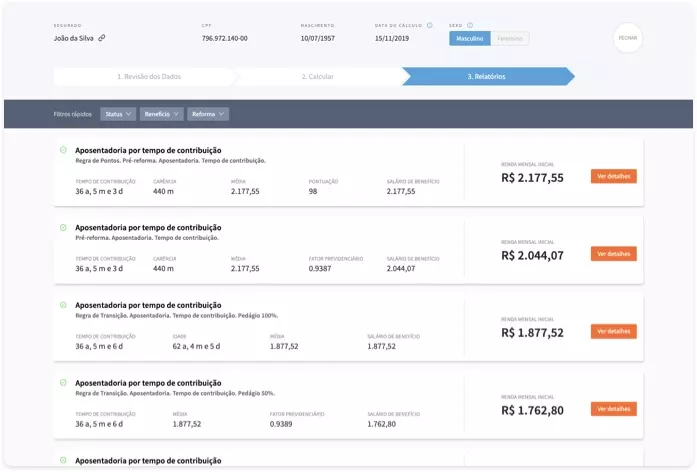 SEGURADO CPF NASCIMENTO DATA DO CÁLCULO SEXO
João da Silva 796.972.140-00 10/07/1957 15/11/2019 Masculino Feminino FECHAR
1. Revisão dos Dados 2. Calcular 3. Relatórios
Filtros rápidos Status Benefício Reforma
Aposentadoria por tempo de contribuição
Regra de Pontos. Pré-reforma. Aposentadoria. Tempo de contribuição.
TEMPO DE CONTRIBUIÇÃO CARÊNCIA MÉDIA PONTUAÇÃO SALÁRIO DE BENEFÍCIO
36 a, 5 m e 3 d 440 m 2.177,55 98 2.177,55
RENDA MENSAL INICIAL
R$ 2.177,55 Ver detalhes
Aposentadoria por tempo de contribuição
Pré-reforma. Aposentadoria. Tempo de contribuição.
TEMPO DE CONTRIBUIÇÃO CARÊNCIA MÉDIA FATOR PREVIDENCIÁRIO SALÁRIO DE BENEFÍCIO
36 a, 5 m e 3 d 440 m 2.177,55 0.9387 2.044,07
RENDA MENSAL INICIAL
R$ 2.044,07 Ver detalhes
Aposentadoria por tempo de contribuição
Regra de Transição. Aposentadoria. Tempo de contribuição. Pedágio 100%.
TEMPO DE CONTRIBUIÇÃO IDADE MÉDIA SALÁRIO DE BENEFÍCIO
36 a, 5 m e 6 d 62 a, 4 m e 5 d 1.877,52 1.877,52
RENDA MENSAL INICIAL
R$ 1.877,52 Ver detalhes
Aposentadoria por tempo de contribuição
Regra de Transição. Aposentadoria. Tempo de contribuição. Pedágio 50%.
TEMPO DE CONTRIBUIÇÃO MÉDIA FATOR PREVIDENCIÁRIO SALÁRIO DE BENEFÍCIO
36 a, 5 m e 6 d 1.877,52 0.9389 1.762,80
RENDA MENSAL INICIAL
R$ 1.762,80 Ver detalhes
Aposentadoria por tempo de contribuição